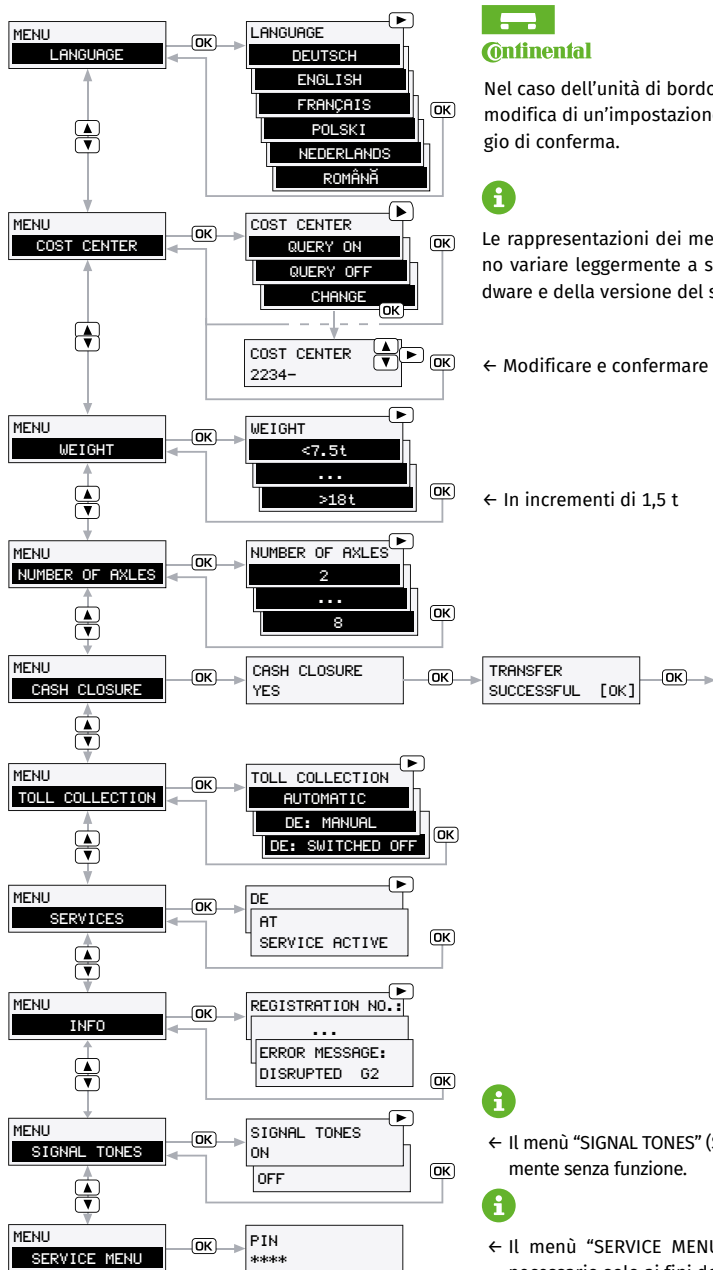 MENU
LANGUAGE
OK
LANGUAGE
DEUTSCH
ENGLISH
FRANÇAIS
POLSKI
NEDERLANDS
ROMÂNĂ
OK
Ontinental
Nel caso dell'unità di bordo
modifica di un'impostazion
gio di conferma.
MENU
COST CENTER
OK
COST CENTER
QUERY ON
QUERY OFF
CHANGE
OK
OK
COST CENTER
2234-
OK
i
Le rappresentazioni dei me
no variare leggermente a s
dware e della versione del s
← Modificare e confermare
MENU
WEIGHT
OK
WEIGHT
<7.5t
...
>18t
OK
← In incrementi di 1,5 t
MENU
NUMBER OF AXLES
OK
NUMBER OF AXLES
2
...
8
OK
MENU
CASH CLOSURE
OK
CASH CLOSURE
YES
OK
TRANSFER
SUCCESSFUL [OK]
OK
MENU
TOLL COLLECTION
OK
TOLL COLLECTION
AUTOMATIC
DE: MANUAL
DE: SWITCHED OFF
OK
MENU
SERVICES
OK
DE
AT
SERVICE ACTIVE
OK
MENU
INFO
OK
REGISTRATION NO.:
...
ERROR MESSAGE:
DISRUPTED G2
OK
MENU
SIGNAL TONES
OK
SIGNAL TONES
ON
OFF
OK
i
← Il menù “SIGNAL TONES” (S
mente senza funzione.
MENU
SERVICE MENU
OK
PIN
****
i
← Il menù “SERVICE MENU